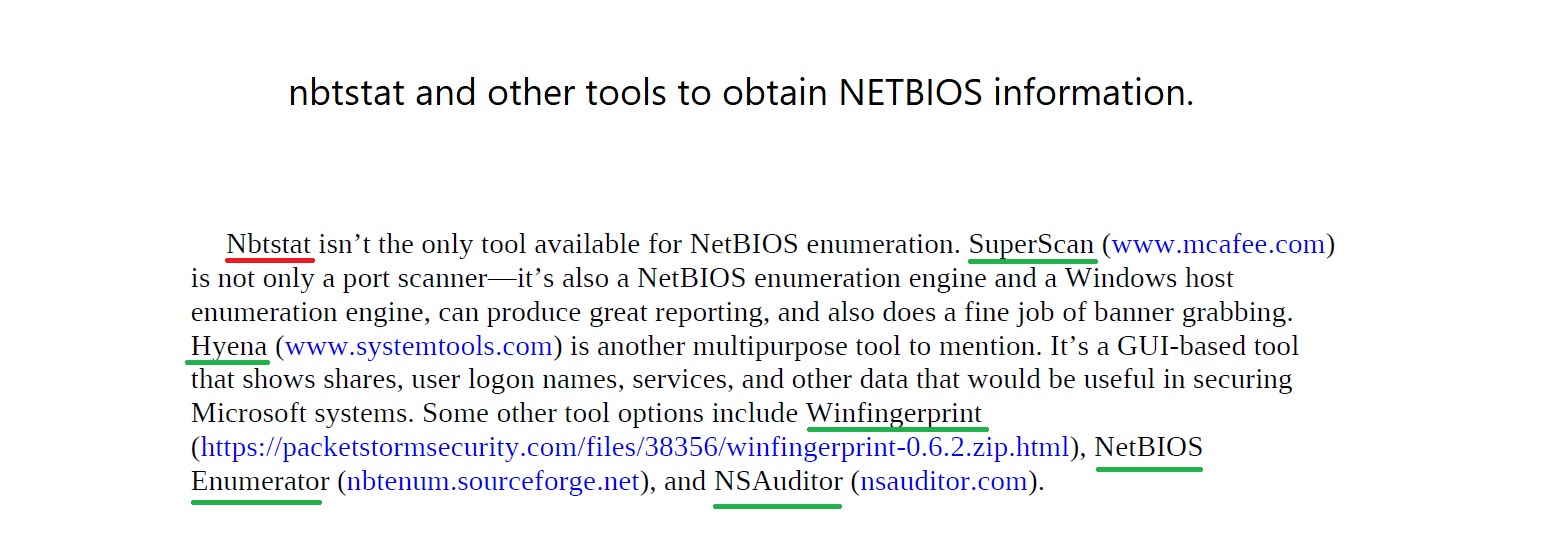 nbtstat and other tools to obtain NETBIOS information.
Nbtstat isn’t the only tool available for NetBIOS enumeration. SuperScan (www.mcafee.com)
is not only a port scanner—it’s also a NetBIOS enumeration engine and a Windows host
enumeration engine, can produce great reporting, and also does a fine job of banner grabbing.
Hyena (www.systemtools.com) is another multipurpose tool to mention. It’s a GUI-based tool
that shows shares, user logon names, services, and other data that would be useful in securing
Microsoft systems. Some other tool options include Winfingerprint
(https://packetstormsecurity.com/files/38356/winfingerprint-0.6.2.zip.html), NetBIOS
Enumerator (nbtenum.sourceforge.net), and NSAuditor (nsauditor.com).